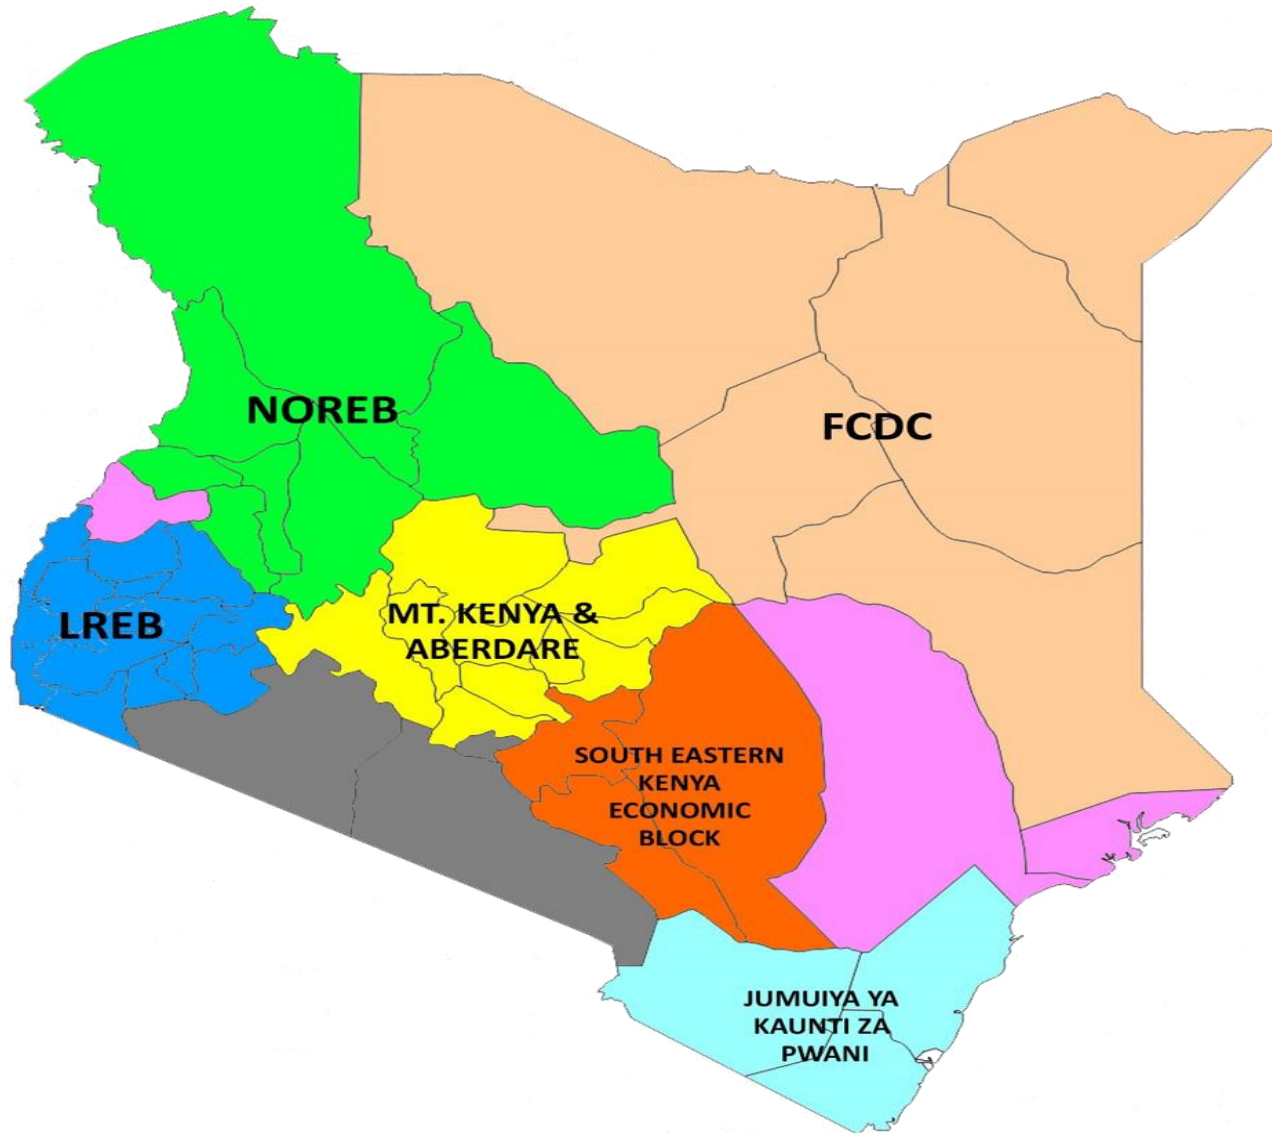 NOREB
FCDC
LREB
MT. KENYA &
ABERDARE
SOUTH EASTERN
KENYA
ECONOMIC
BLOCK
JUMUIYA YA
KAUNTI ZA
PWANI